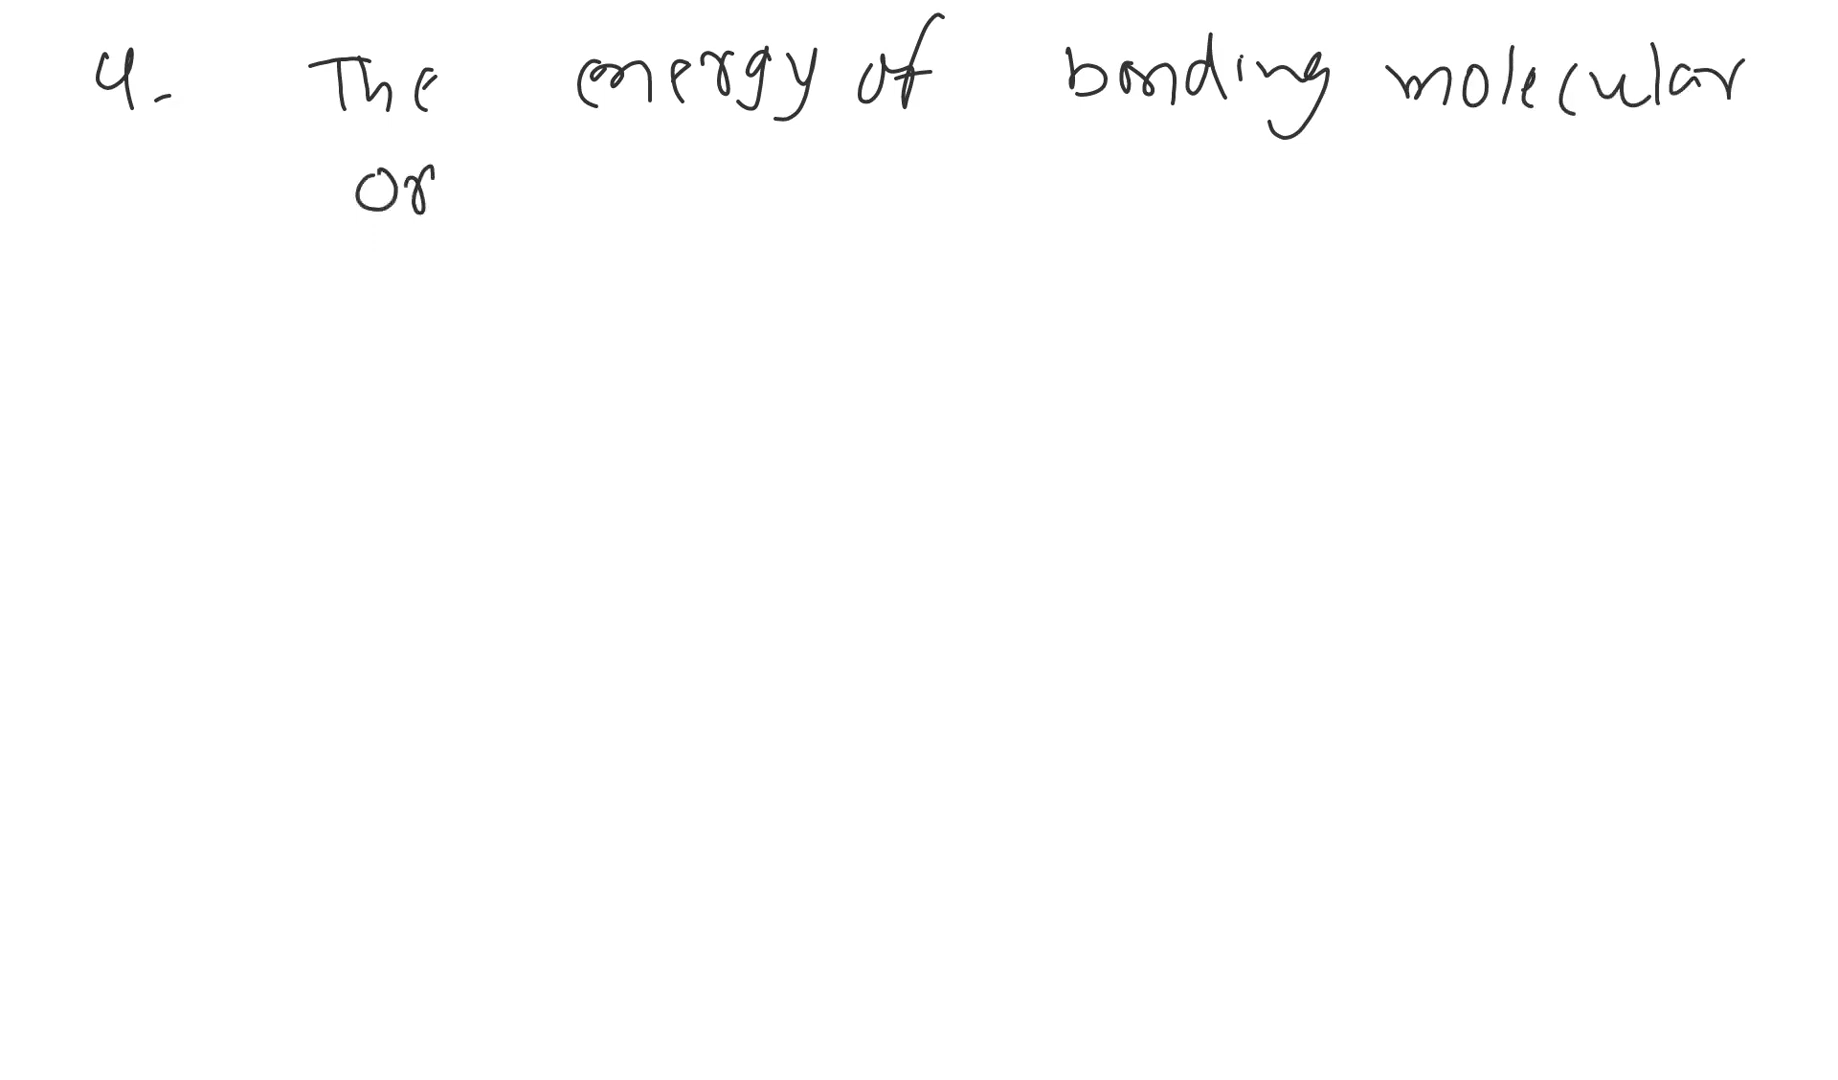 4. The energy of bonding molecular
or